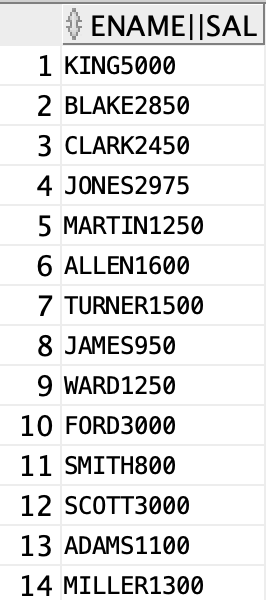 ENAME||SAL
1 KING5000
2 BLAKE2850
3 CLARK2450
4 JONES2975
5 MARTIN1250
6 ALLEN1600
7 TURNER1500
8 JAMES950
9 WARD1250
10 FORD3000
11 SMITH800
12 SCOTT3000
13 ADAMS1100
14 MILLER1300